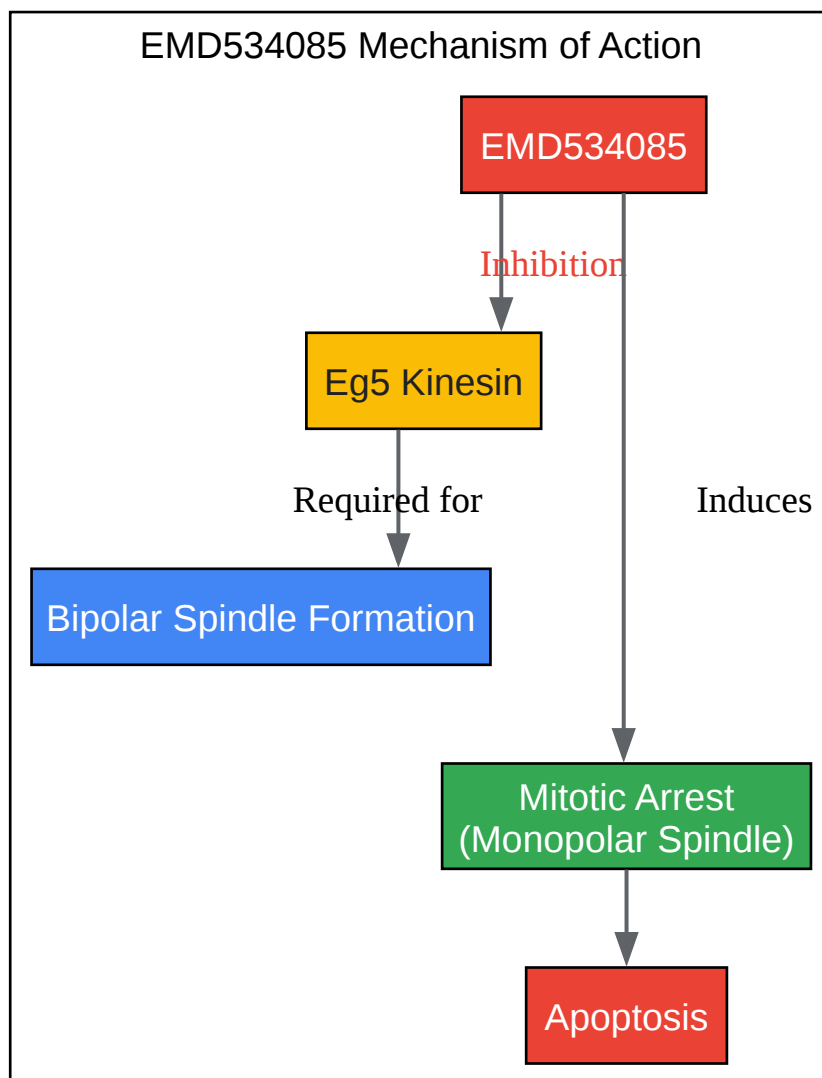 EMD534085 Mechanism of Action
EMD534085
Inhibition
Eg5 Kinesin
Required for
Induces
Bipolar Spindle Formation
Mitotic Arrest
(Monopolar Spindle)
Apoptosis